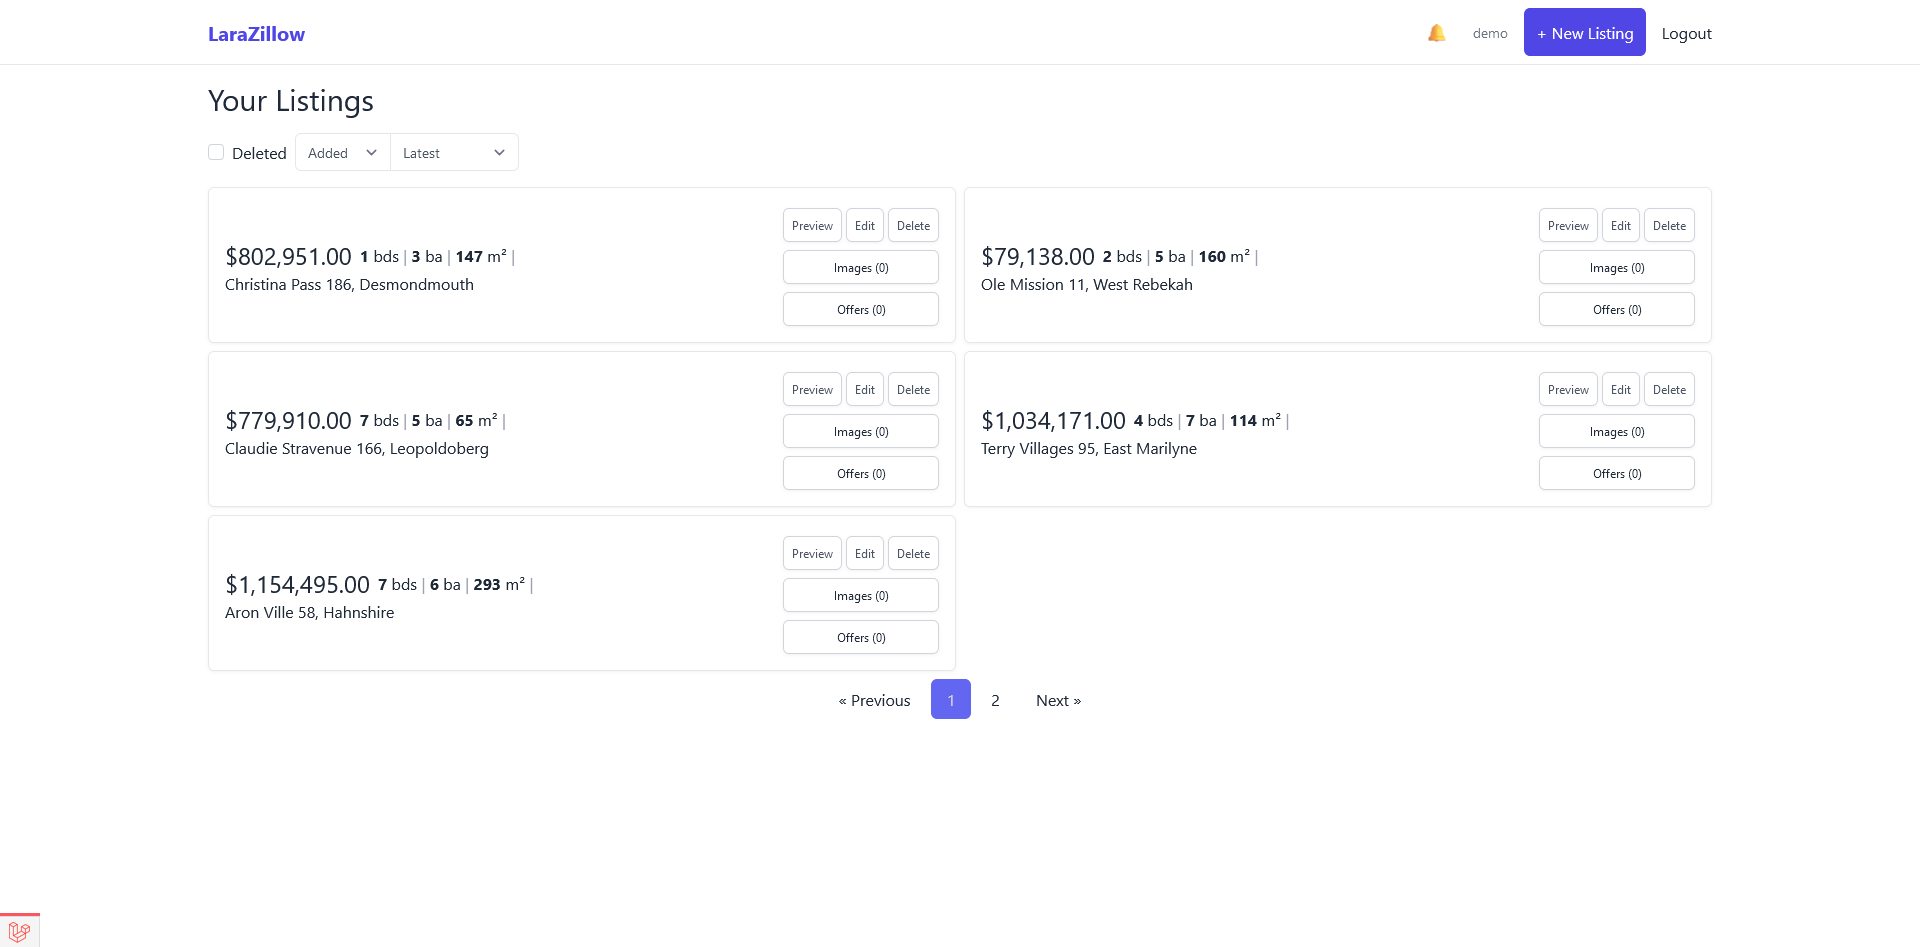 LaraZillow
demo
+ New Listing
Logout
Your Listings
Deleted
Added
Latest
$802,951.00 1 bds | 3 ba | 147 m² |
Christina Pass 186, Desmondmouth
Preview
Edit
Delete
Images (0)
Offers (0)
$79,138.00 2 bds | 5 ba | 160 m² |
Ole Mission 11, West Rebekah
Preview
Edit
Delete
Images (0)
Offers (0)
$779,910.00 7 bds | 5 ba | 65 m² |
Claudie Stravenue 166, Leopoldoberg
Preview
Edit
Delete
Images (0)
Offers (0)
$1,034,171.00 4 bds | 7 ba | 114 m² |
Terry Villages 95, East Marilyne
Preview
Edit
Delete
Images (0)
Offers (0)
$1,154,495.00 7 bds | 6 ba | 293 m² |
Aron Ville 58, Hahnshire
Preview
Edit
Delete
Images (0)
Offers (0)
« Previous
1
2
Next »